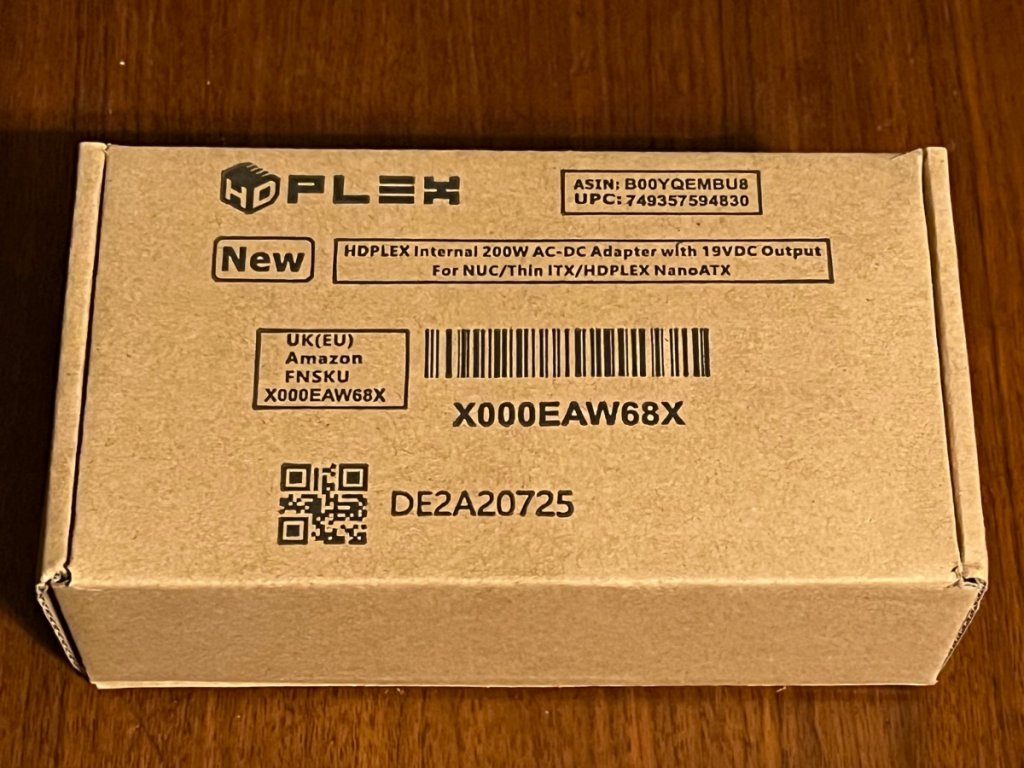 HDPLEX
ASIN: B00YQEMBU8
UPC: 749357594830
New
HDPLEX Internal 200W AC-DC Adapter with 19VDC Output
For NUC/Thin ITX/HDPLEX NanoATX
UK(EU)
Amazon
FNSKU
X000EAW68X
X000EAW68X
DE2A20725